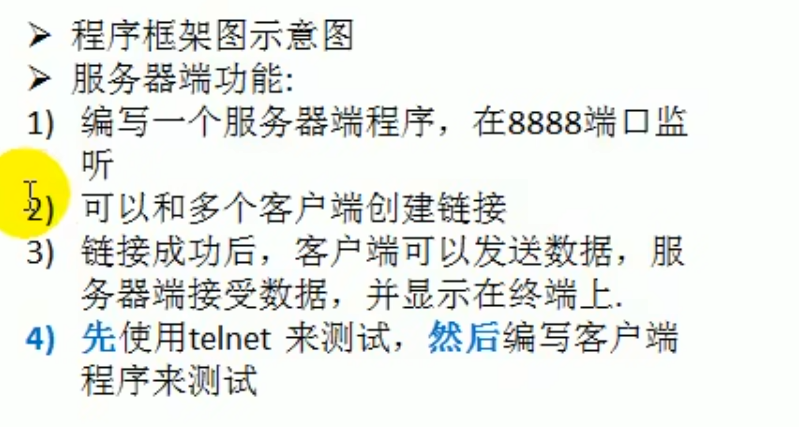 ➢ 程序框架图示意图
➢ 服务器端功能:
1) 编写一个服务器端程序，在8888端口监
听
2) 可以和多个客户端创建链接
3) 链接成功后，客户端可以发送数据，服
务器端接受数据，并显示在终端上.
4) 先使用telnet 来测试，然后编写客户端
程序来测试